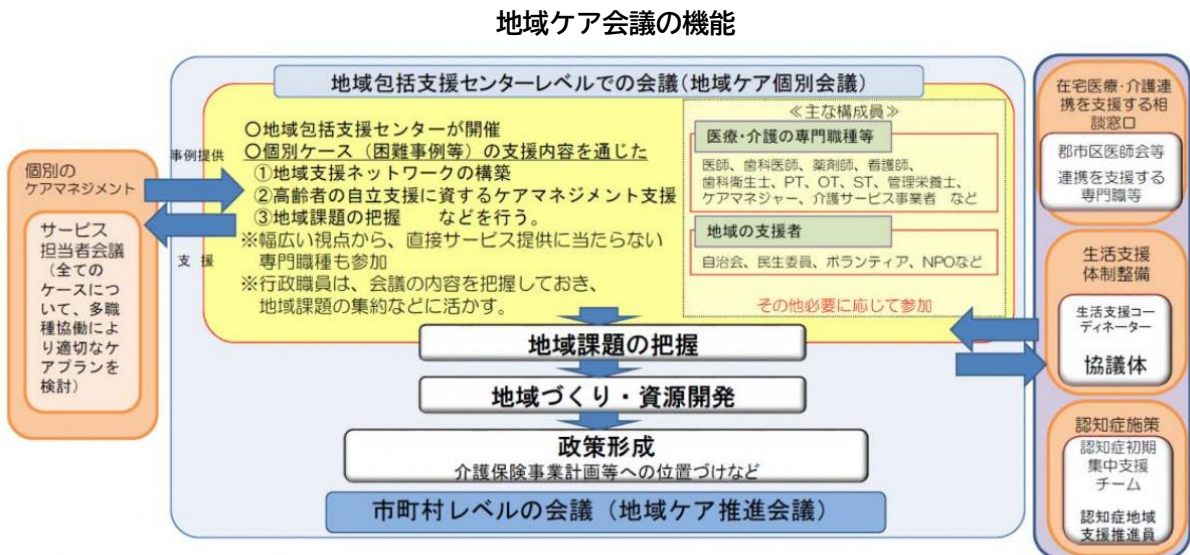 地域ケア会議の機能
地域包括支援センターレベルでの会議(地域ケア個別会議)
〇地域包括支援センターが開催
〇個別ケース(困難事例等)の支援内容を通じた
①地域支援ネットワークの構築
②高齢者の自立支援に資するケアマネジメント支援
③地域課題の把握 などを行う。
※幅広い視点から、直接サービス提供に当たらない
専門職種も参加
※行政職員は、会議の内容を把握しておき、
地域課題の集約などに活かす。
≪主な構成員≫
医療・介護の専門職種等
医師、歯科医師、薬剤師、看護師、
歯科衛生士、PT、OT、ST、管理栄養士、
ケアマネジャー、介護サービス事業者 など
地域の支援者
自治会、民生委員、ボランティア、NPOなど
その他必要に応じて参加
事例提供
支 援
個別の
ケアマネジメント
サービス
担当者会議
(全ての
ケースにつ
いて、多職
種協働によ
り適切なケ
アプランを
検討)
地域課題の把握
地域づくり・資源開発
政策形成
介護保険事業計画等への位置づけなど
市町村レベルの会議(地域ケア推進会議)
在宅医療・介護連
携を支援する相
談窓口
郡市区医師会等
連携を支援する
専門職等
生活支援
体制整備
生活支援コー
ディネーター
協議体
認知症施策
認知症初期
集中支援
チーム
認知症地域
支援推進員